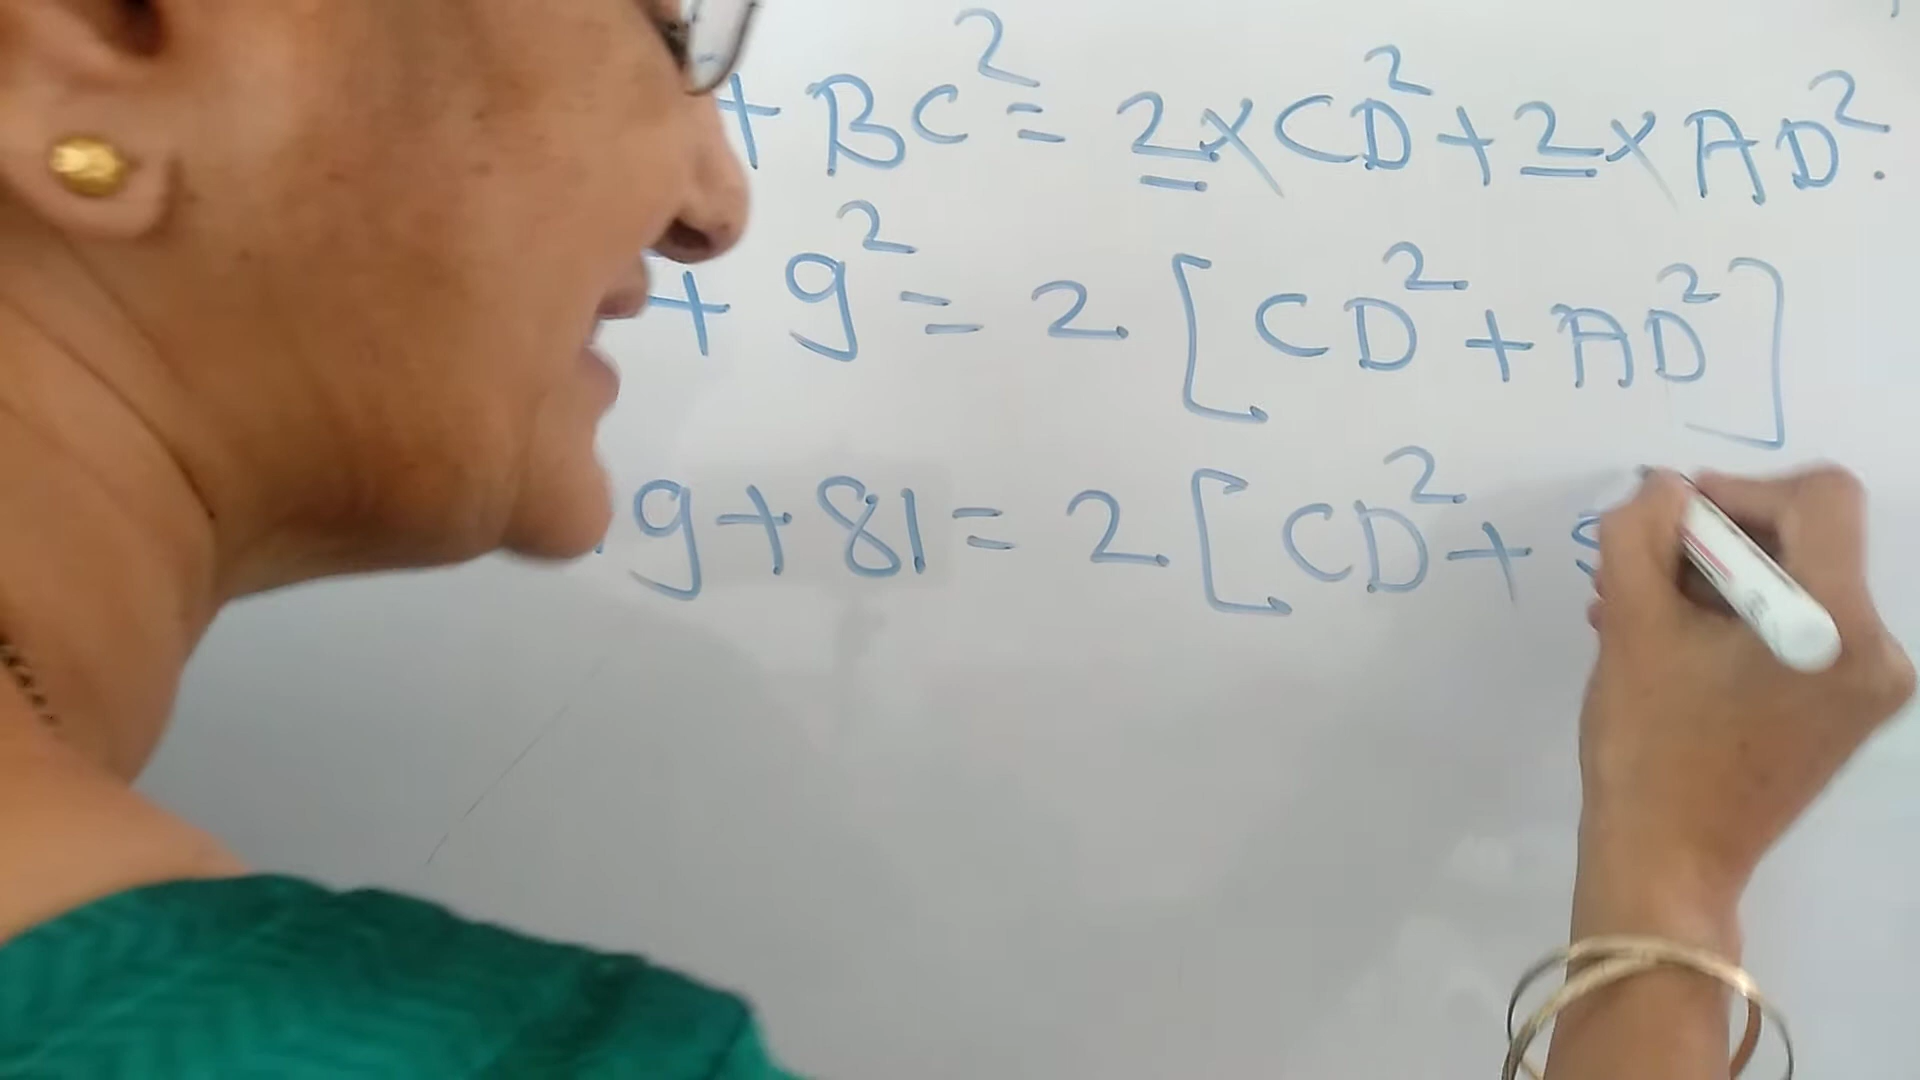 + BC² = 2 × CD² + 2 × AD².
+ 9² = 2 [CD² + AD²]
9 + 81 = 2 [CD² +